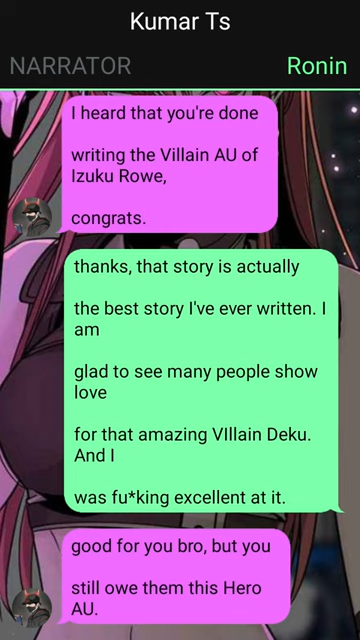 Kumar Ts
NARRATOR
Ronin
I heard that you're done
writing the Villain AU of
Izuku Rowe,
congrats.
thanks, that story is actually
the best story I've ever written. I
am
glad to see many people show
love
for that amazing VIllain Deku.
And I
was fu*king excellent at it.
good for you bro, but you
still owe them this Hero
AU.